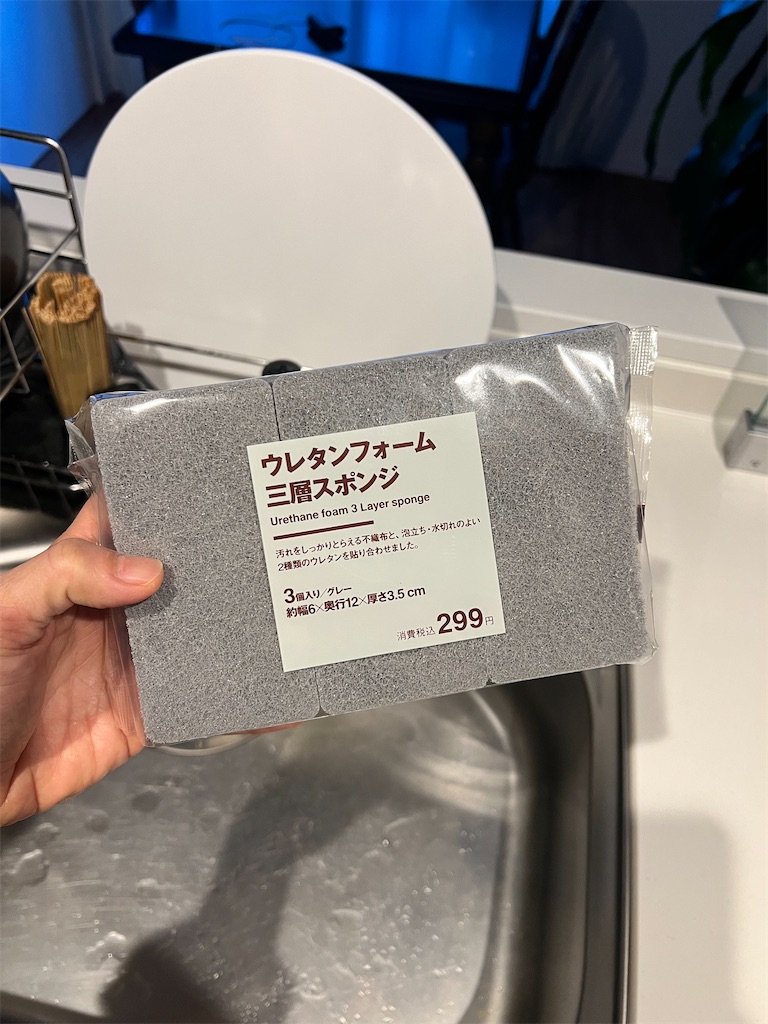 ウレタンフォーム
三層スポンジ
Urethane foam 3 Layer sponge
汚れをしっかりとらえる不織布と、泡立ち・水切れのよい
2種類のウレタンを貼り合わせました。
3個入り/グレー
約幅6×奥行12×厚さ3.5 cm
消費税込299円